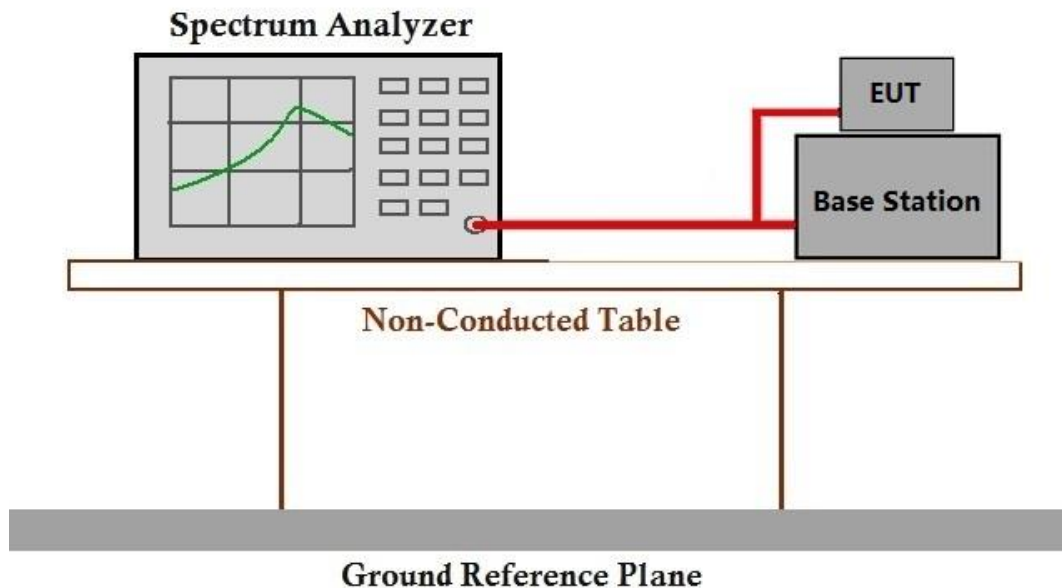 Spectrum Analyzer
EUT
Base Station
Non-Conducted Table
Ground Reference Plane